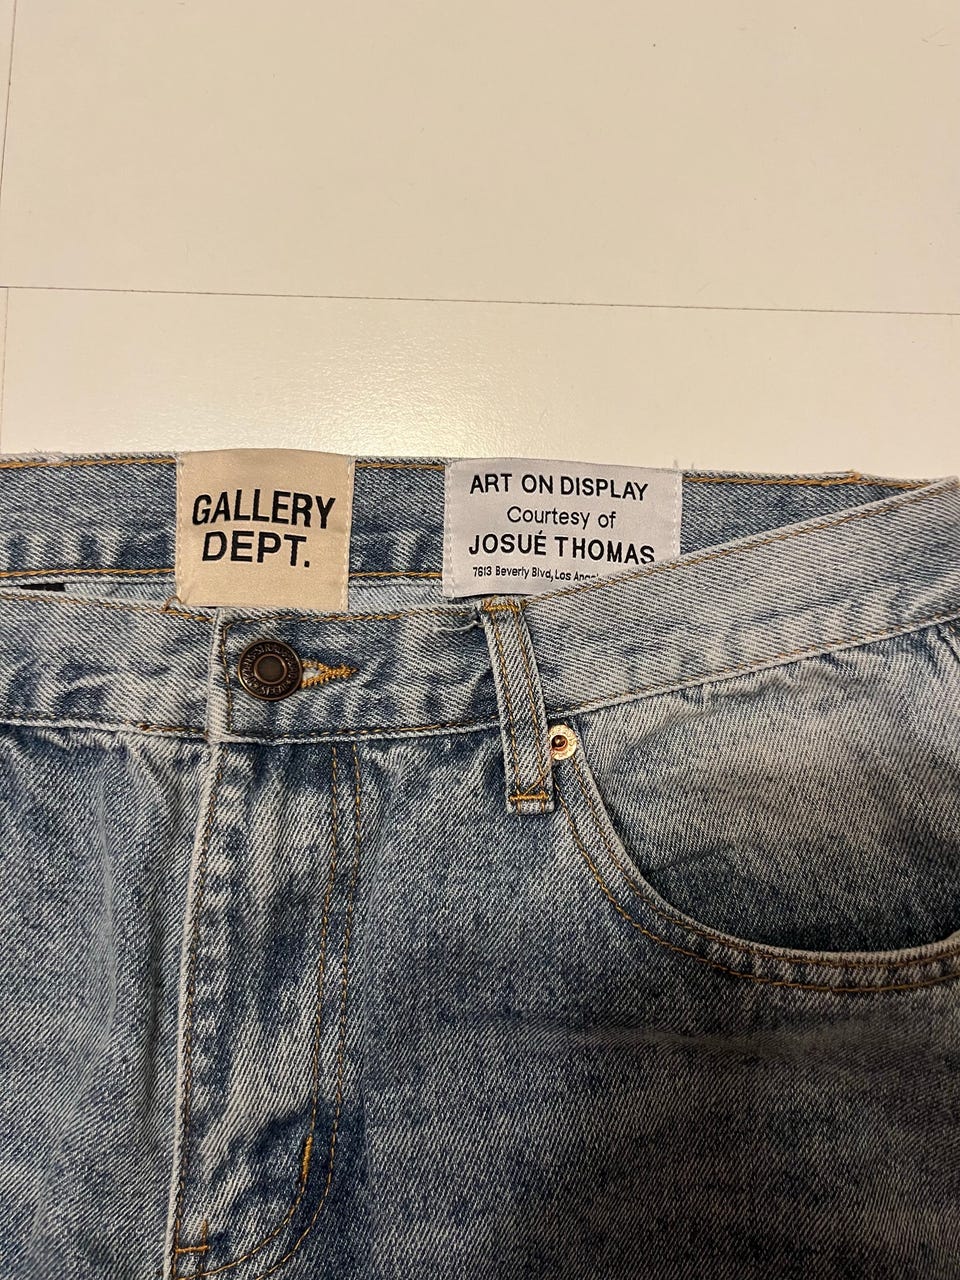 GALLERY
DEPT.
ART ON DISPLAY
Courtesy of
JOSUÉ THOMAS
7613 Beverly Blvd, Los